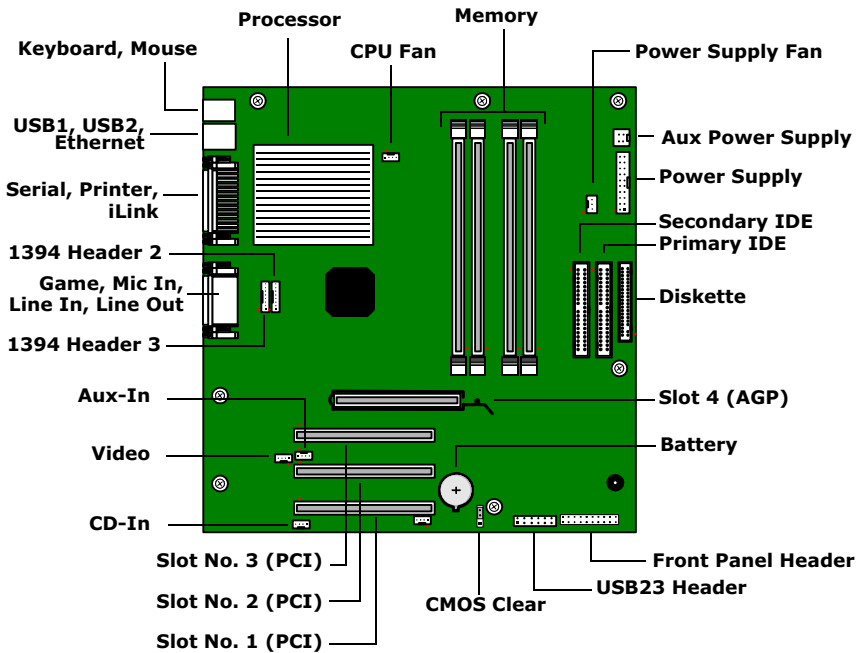 Processor
Memory
Keyboard, Mouse
CPU Fan
Power Supply Fan
USB1, USB2,
Ethernet
Aux Power Supply
Serial, Printer,
iLink
Power Supply
Secondary IDE
Primary IDE
1394 Header 2
Game, Mic In,
Line In, Line Out
Diskette
1394 Header 3
Aux-In
Slot 4 (AGP)
Video
Battery
+
CD-In
Slot No. 3 (PCI)
Front Panel Header
USB23 Header
Slot No. 2 (PCI)
CMOS Clear
Slot No. 1 (PCI)